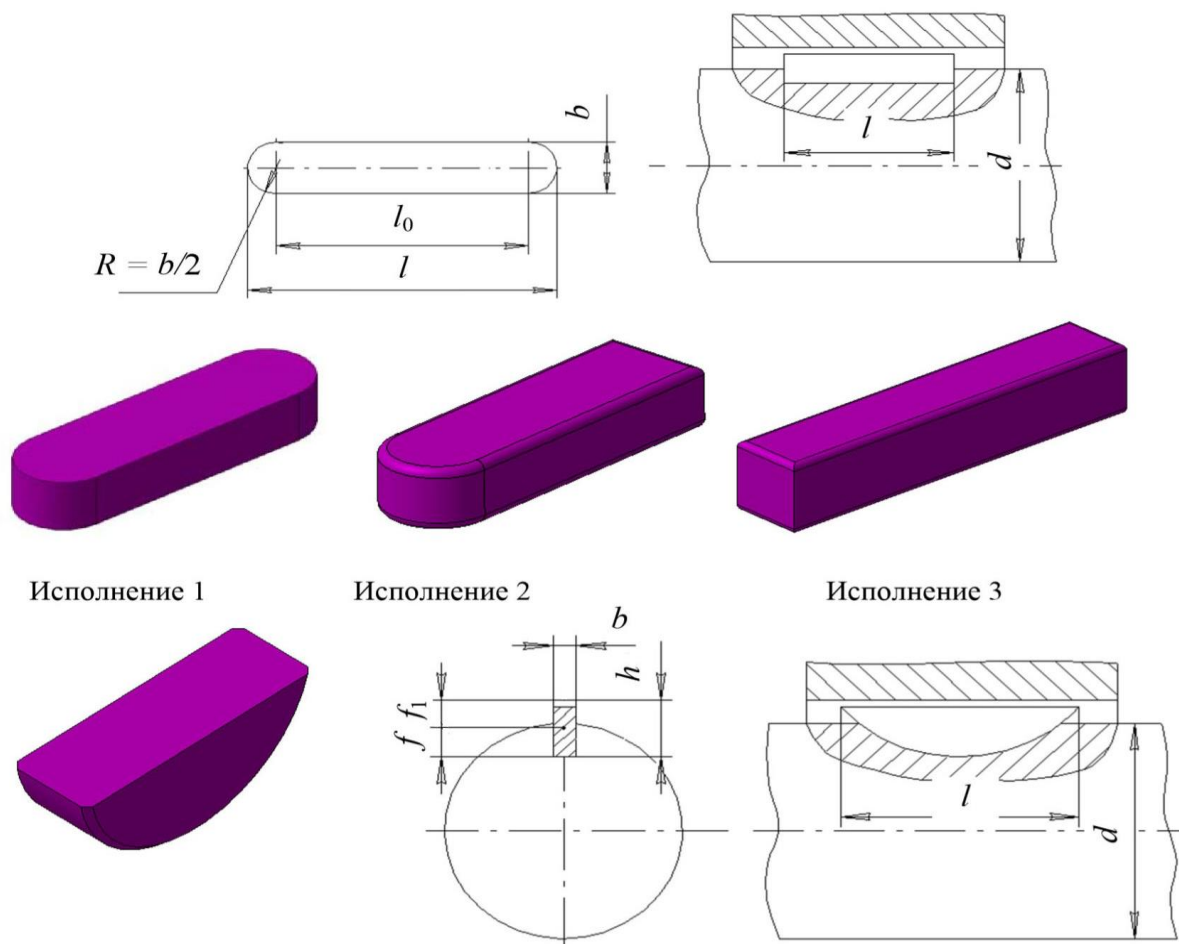 b
l
d
l₀
R = b/2
l
Исполнение 1
Исполнение 2
Исполнение 3
b
h
f₁
f
l
d